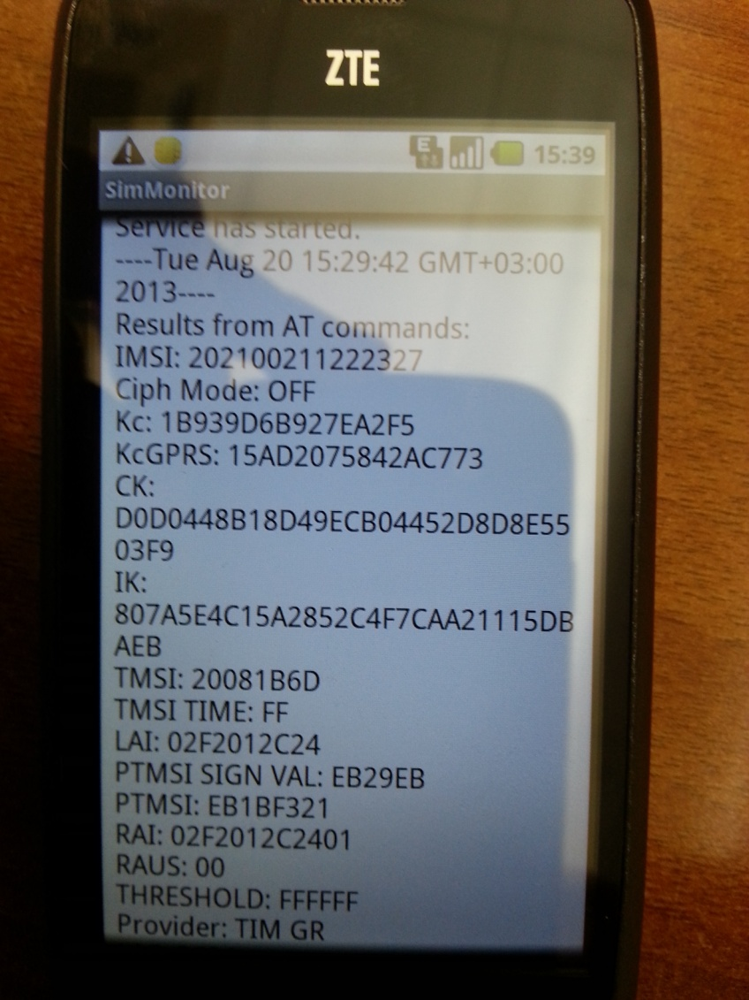 ZTE
E
15:39
SimMonitor
Service has started.
----Tue Aug 20 15:29:42 GMT+03:00
2013----
Results from AT commands:
IMSI: 202100211222327
Ciph Mode: OFF
Kc: 1B939D6B927EA2F5
KcGPRS: 15AD2075842AC773
CK:
D0D0448B18D49ECB04452D8D8E55
03F9
IK:
807A5E4C15A2852C4F7CAA21115DB
AEB
TMSI: 20081B6D
TMSI TIME: FF
LAI: 02F2012C24
PTMSI SIGN VAL: EB29EB
PTMSI: EB1BF321
RAI: 02F2012C2401
RAUS: 00
THRESHOLD: FFFFFF
Provider: TIM GR